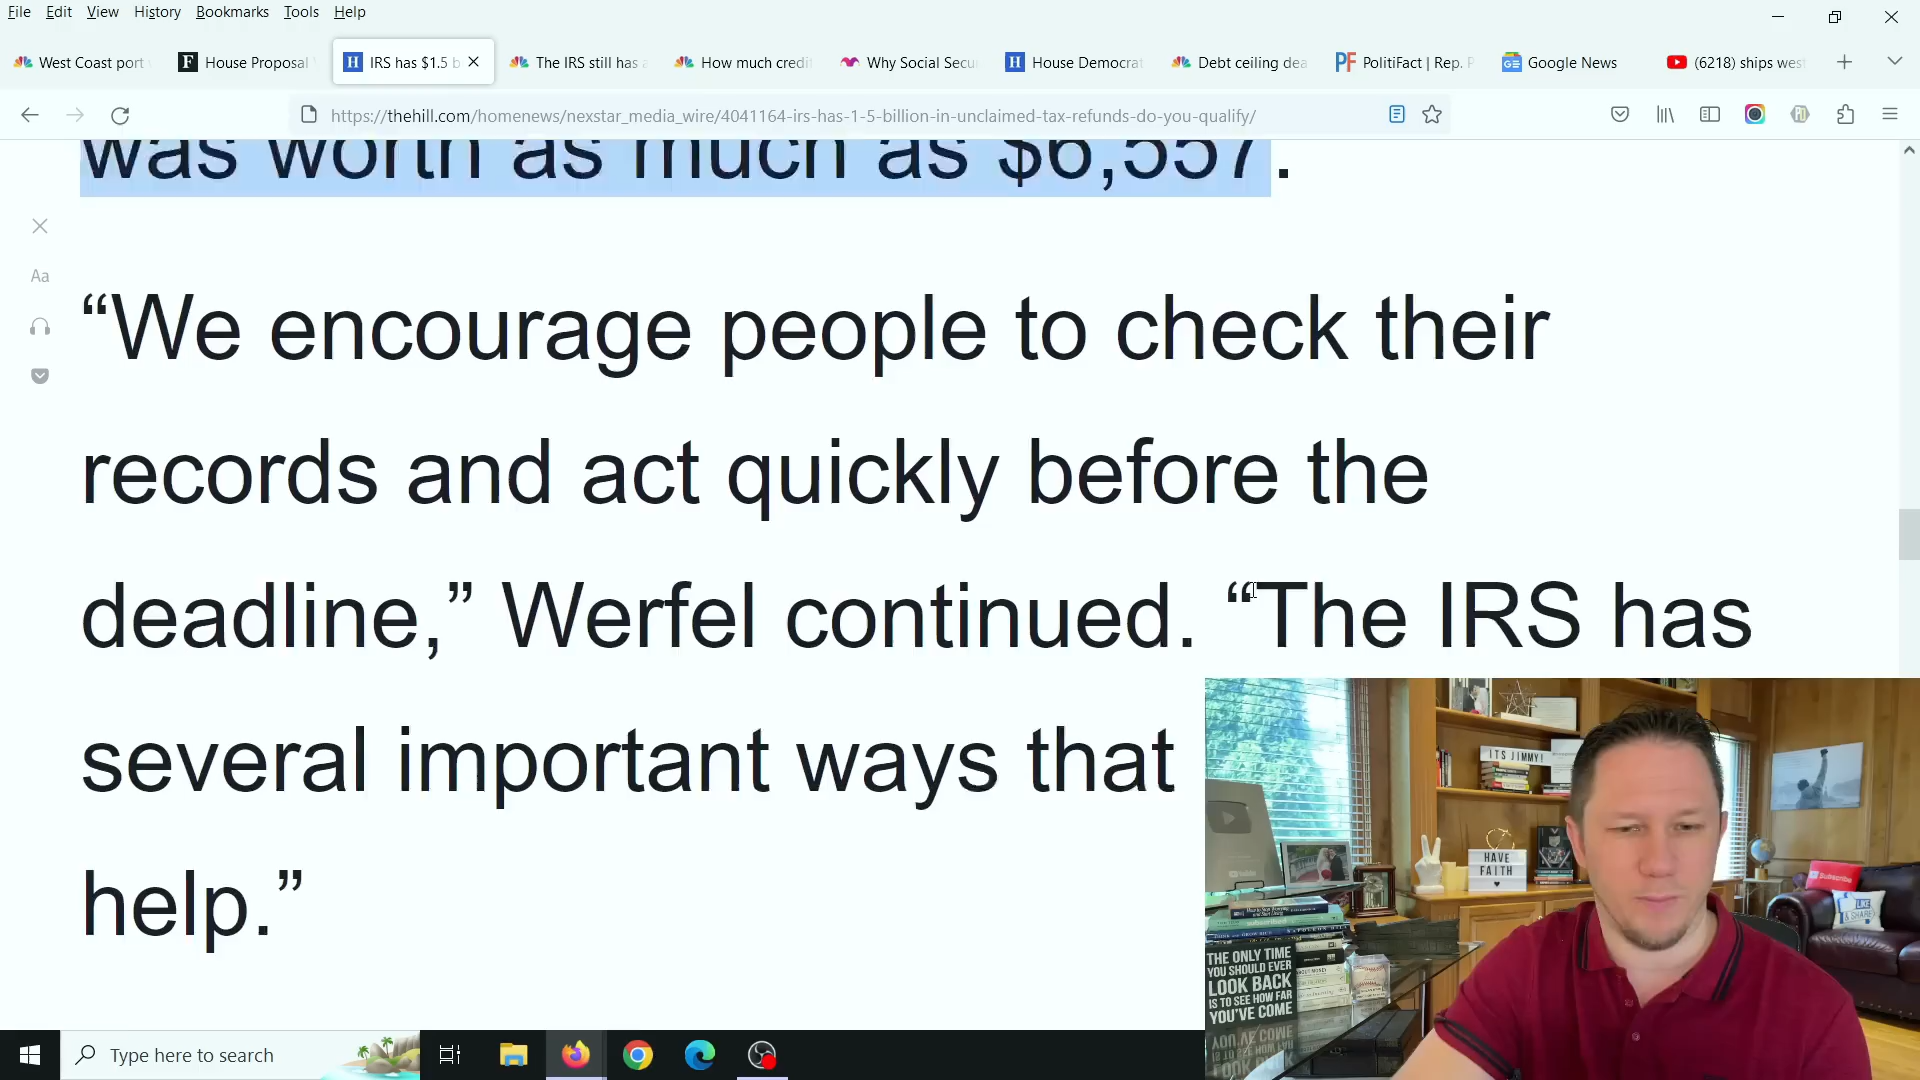 File Edit View History Bookmarks Tools Help
West Coast port
House Proposal
IRS has $1.5 b
The IRS still has a
How much credi
Why Social Secu
House Democrat
Debt ceiling dea
PolitiFact | Rep. P
Google News
(6218) ships west
https://thehill.com/homenews/nexstar_media_wire/4041164-irs-has-1-5-billion-in-unclaimed-tax-refunds-do-you-qualify/
was worth as much as $6,557.
Aa
“We encourage people to check their
records and act quickly before the
deadline,” Werfel continued. “The IRS has
several important ways that
help.”
ITS JIMMY!
HAVE
FAITH
Subscribe
LIKE
& SHARE
THE ONLY TIME
YOU SHOULD EVER
LOOK BACK
IS TO SEE HOW FAR
YOU'VE COME
Type here to search